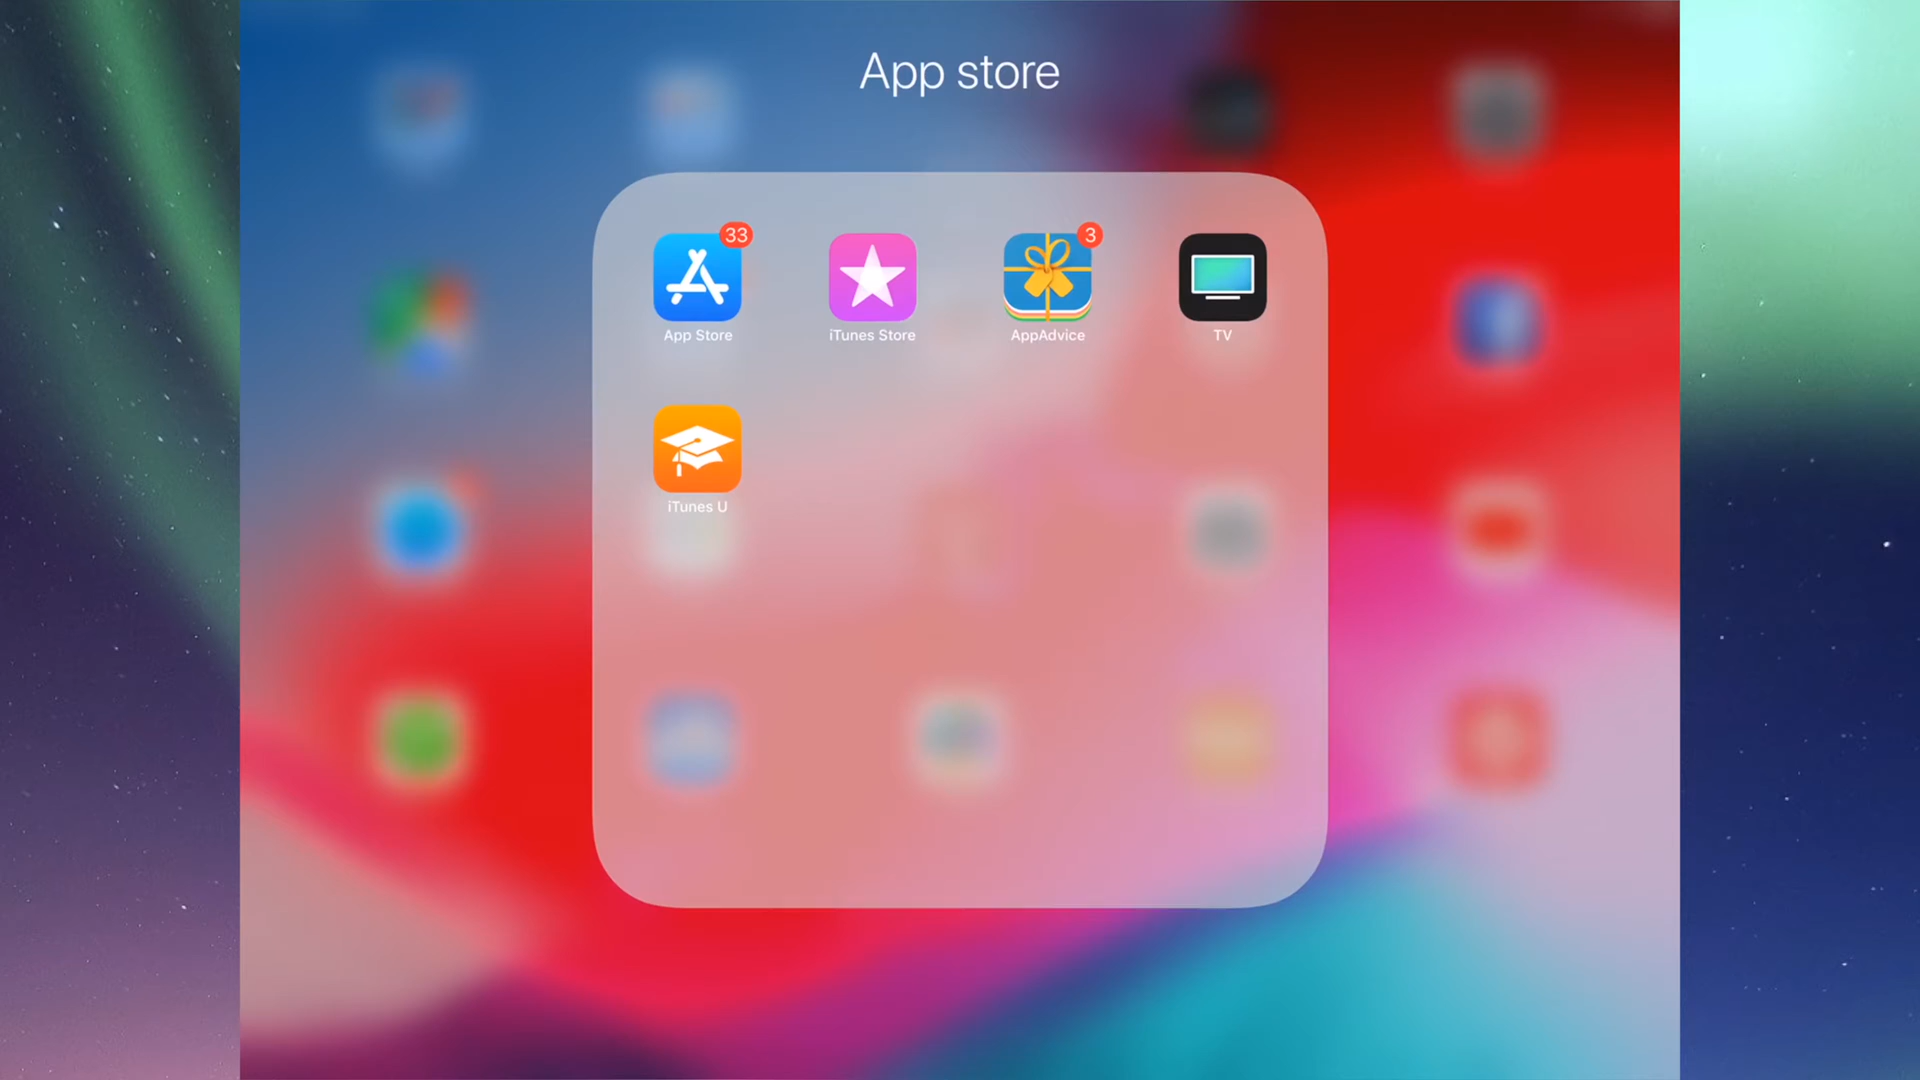 App store
33
3
App Store
iTunes Store
AppAdvice
TV
iTunes U